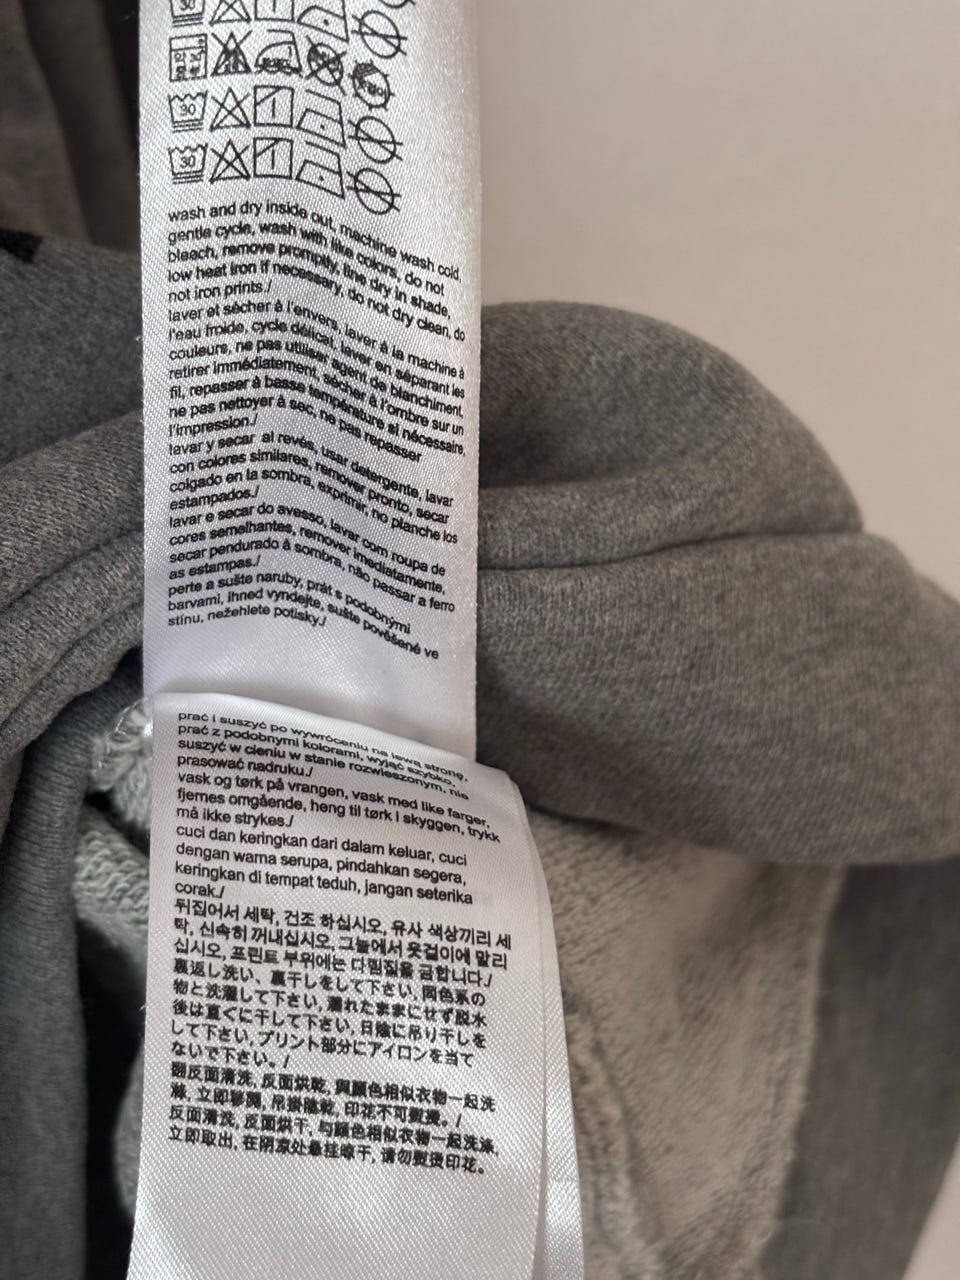 30
30
30
wash and dry inside out, machine wash cold,
gentle cycle, wash with like colors, do not
bleach, remove promptly, line dry in shade,
low heat iron if necessary, do not dry clean, do
not iron prints./
laver et sécher à l'envers, laver à la machine à
l'eau froide, cycle délicat, laver en séparant les
couleurs, ne pas utiliser agent de blanchiment,
retirer immédiatement, sécher à l'ombre sur un
fil, repasser à basse température si nécessaire,
ne pas nettoyer à sec, ne pas repasser
l'impression./
lavar y secar al revés, usar detergente, lavar
con colores similares, remover pronto, secar
colgado en la sombra, exprimir, no planche los
estampados./
lavar e secar do avesso, lavar com roupa de
cores semelhantes, remover imediatamente,
secar pendurado à sombra, não passar a ferro
as estampas./
perte a sušte naruby, prát s podobnými
barvami, ihned vyndejte, sušte pověšené ve
stínu, nežehlete potisky./
prać i suszyć po wywróceniu na lewą stronę,
prać z podobnymi kolorami, wyjąć szybko,
suszyć w cieniu w stanie rozwieszonym, nie
prasować nadruku./
vask og tørk på vrangen, vask med like farger,
fjernes omgående, heng til tørk i skyggen, trykk
må ikke strykes./
cuci dan keringkan dari dalam keluar, cuci
dengan warna serupa, pindahkan segera,
keringkan di tempat teduh, jangan seterika
corak./
뒤집어서 세탁, 건조 하십시오, 유사 색상끼리 세
탁, 신속히 꺼내십시오, 그늘에서 옷걸이에 말리
십시오, 프린트 부위에는 다림질을 금합니다./
裏返し洗い、裏干しをして下さい, 同色系の
物と洗濯して下さい, 濡れたままにせず脱水
後は直ぐに干して下さい, 日陰に吊り干しを
して下さい, プリント部分にアイロンを当て
ないで下さい。/
翻反面清洗, 反面烘乾, 與顏色相似衣物一起洗
滌, 立即移開, 吊掛陰乾, 印花不可熨燙。/
反面清洗, 反面烘干, 与颜色相似衣物一起洗涤,
立即取出, 在阴凉处悬挂晾干, 请勿熨烫印花。